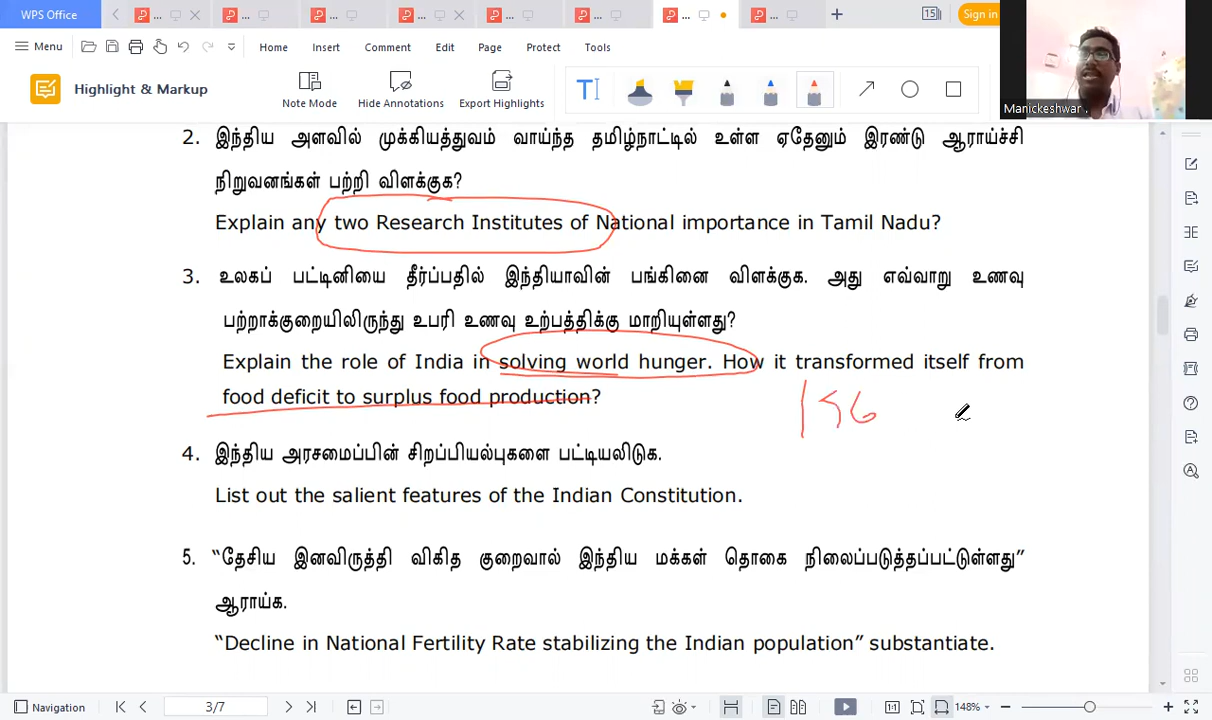 WPS Office
...
...
...
...
...
...
...
...
15
Sign in
Menu
Home
Insert
Comment
Edit
Page
Protect
Tools
Highlight & Markup
Note Mode
Hide Annotations
Export Highlights
T
Manickeshwar .
2. இந்திய அளவில் முக்கியத்துவம் வாய்ந்த தமிழ்நாட்டில் உள்ள ஏதேனும் இரண்டு ஆராய்ச்சி
நிறுவனங்கள் பற்றி விளக்குக?
Explain any two Research Institutes of National importance in Tamil Nadu?
3. உலகப் பட்டினியை தீர்ப்பதில் இந்தியாவின் பங்கினை விளக்குக. அது எவ்வாறு உணவு
பற்றாக்குறையிலிருந்து உபரி உணவு உற்பத்திக்கு மாறியுள்ளது?
Explain the role of India in solving world hunger. How it transformed itself from
food deficit to surplus food production?
4. இந்திய அரசமைப்பின் சிறப்பியல்புகளை பட்டியலிடுக.
List out the salient features of the Indian Constitution.
5. “தேசிய இனவிருத்தி விகித குறைவால் இந்திய மக்கள் தொகை நிலைப்படுத்தப்பட்டுள்ளது”
ஆராய்க.
“Decline in National Fertility Rate stabilizing the Indian population” substantiate.
Navigation
3/7
1:1
148%